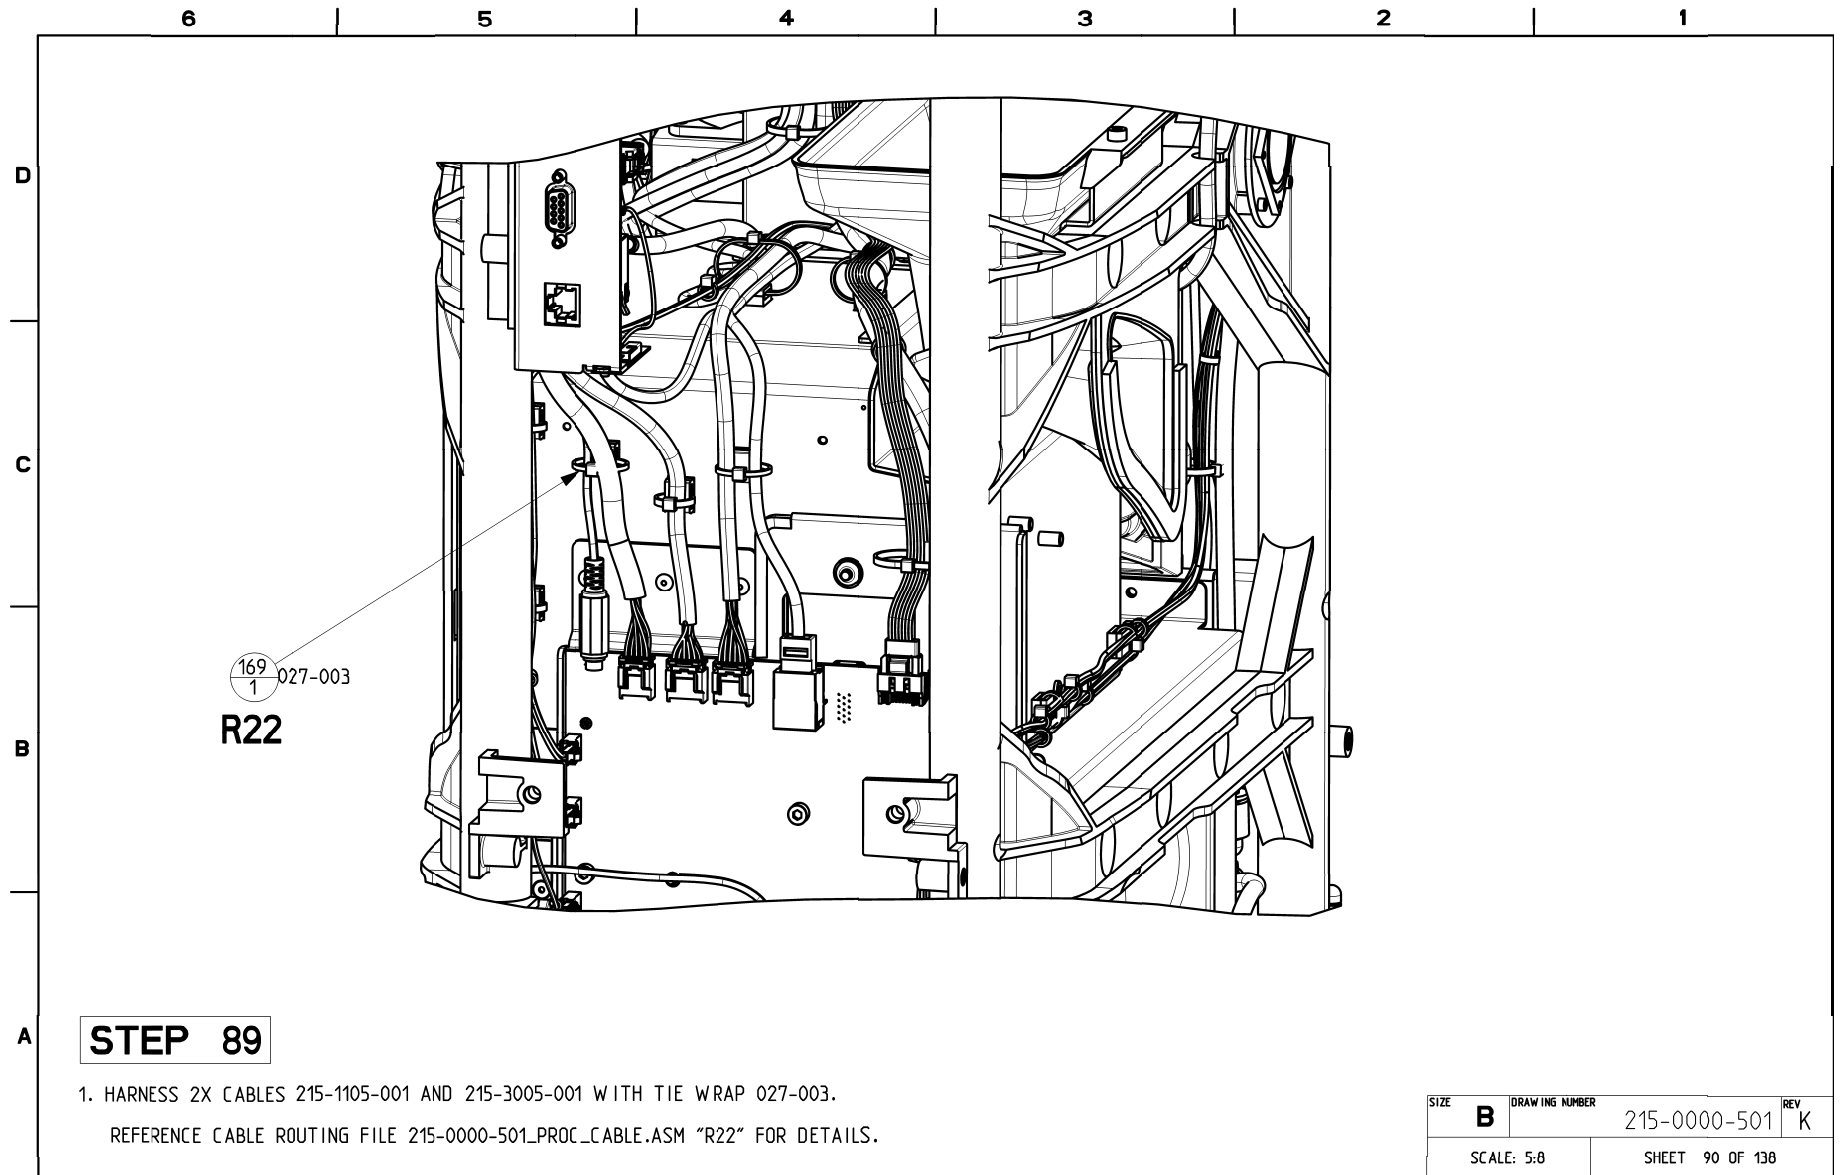 6 5 4 3 2 1
D
C
169
1
027-003
R22
B
A
STEP 89
1. HARNESS 2X CABLES 215-1105-001 AND 215-3005-001 WITH TIE WRAP 027-003.
REFERENCE CABLE ROUTING FILE 215-0000-501_PROC_CABLE.ASM "R22" FOR DETAILS.
SIZE
B
DRAWING NUMBER
215-0000-501
REV
K
SCALE: 5:8
SHEET 90 OF 138